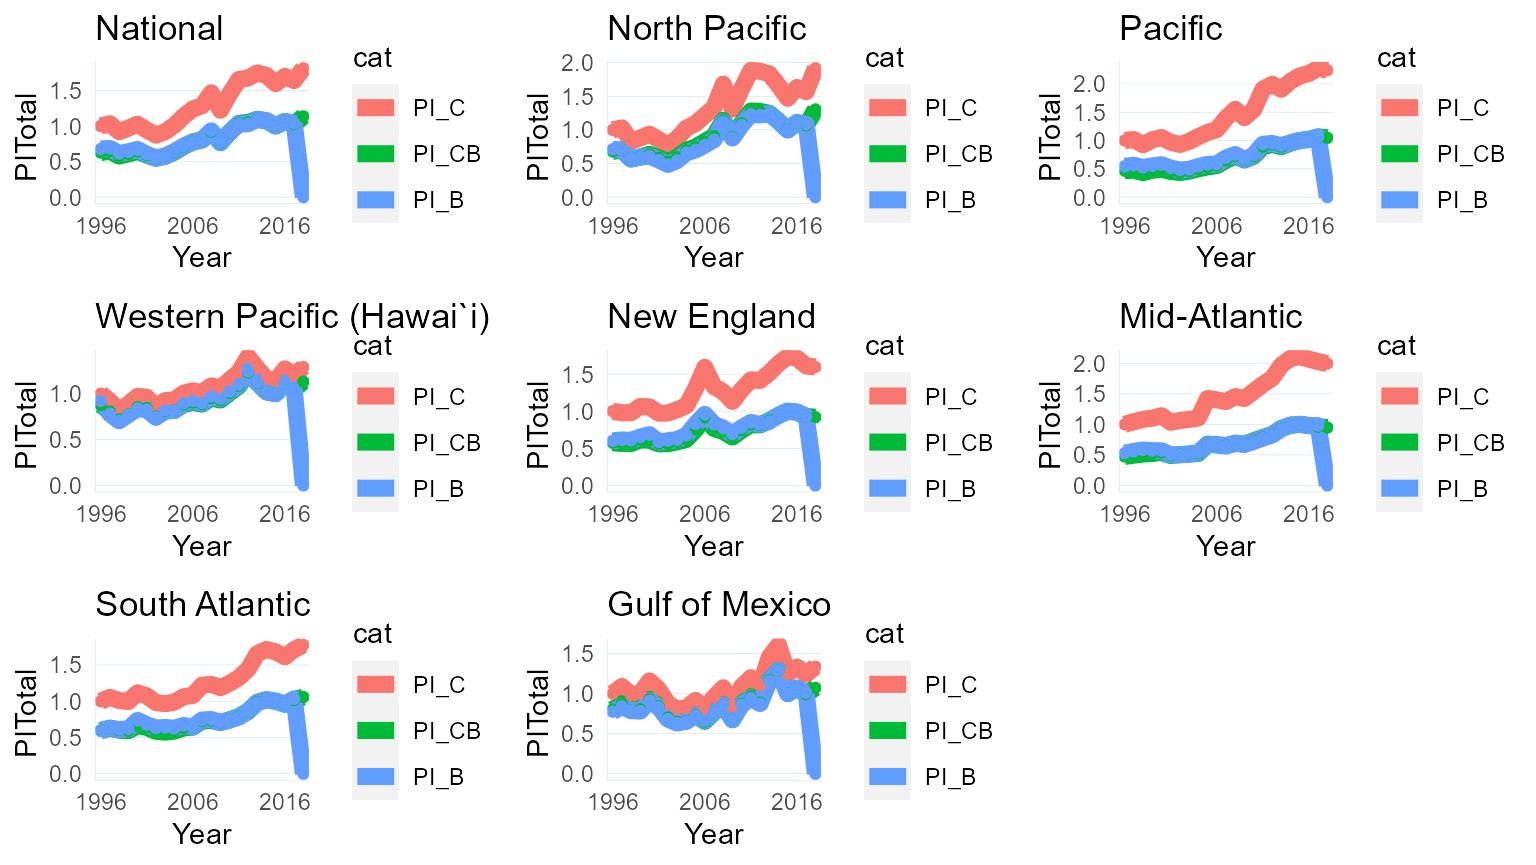 National
cat
PITotal
1.5
1.0
0.5
0.0
PI_C
PI_CB
PI_B
1996 2006 2016
Year
North Pacific
cat
PITotal
2.0
1.5
1.0
0.5
0.0
PI_C
PI_CB
PI_B
1996 2006 2016
Year
Pacific
cat
PITotal
2.0
1.5
1.0
0.5
0.0
PI_C
PI_CB
PI_B
1996 2006 2016
Year
Western Pacific (Hawai`i)
cat
PITotal
1.0
0.5
0.0
PI_C
PI_CB
PI_B
1996 2006 2016
Year
New England
cat
PITotal
1.5
1.0
0.5
0.0
PI_C
PI_CB
PI_B
1996 2006 2016
Year
Mid-Atlantic
cat
PITotal
2.0
1.5
1.0
0.5
0.0
PI_C
PI_CB
PI_B
1996 2006 2016
Year
South Atlantic
cat
PITotal
1.5
1.0
0.5
0.0
PI_C
PI_CB
PI_B
1996 2006 2016
Year
Gulf of Mexico
cat
PITotal
1.5
1.0
0.5
0.0
PI_C
PI_CB
PI_B
1996 2006 2016
Year